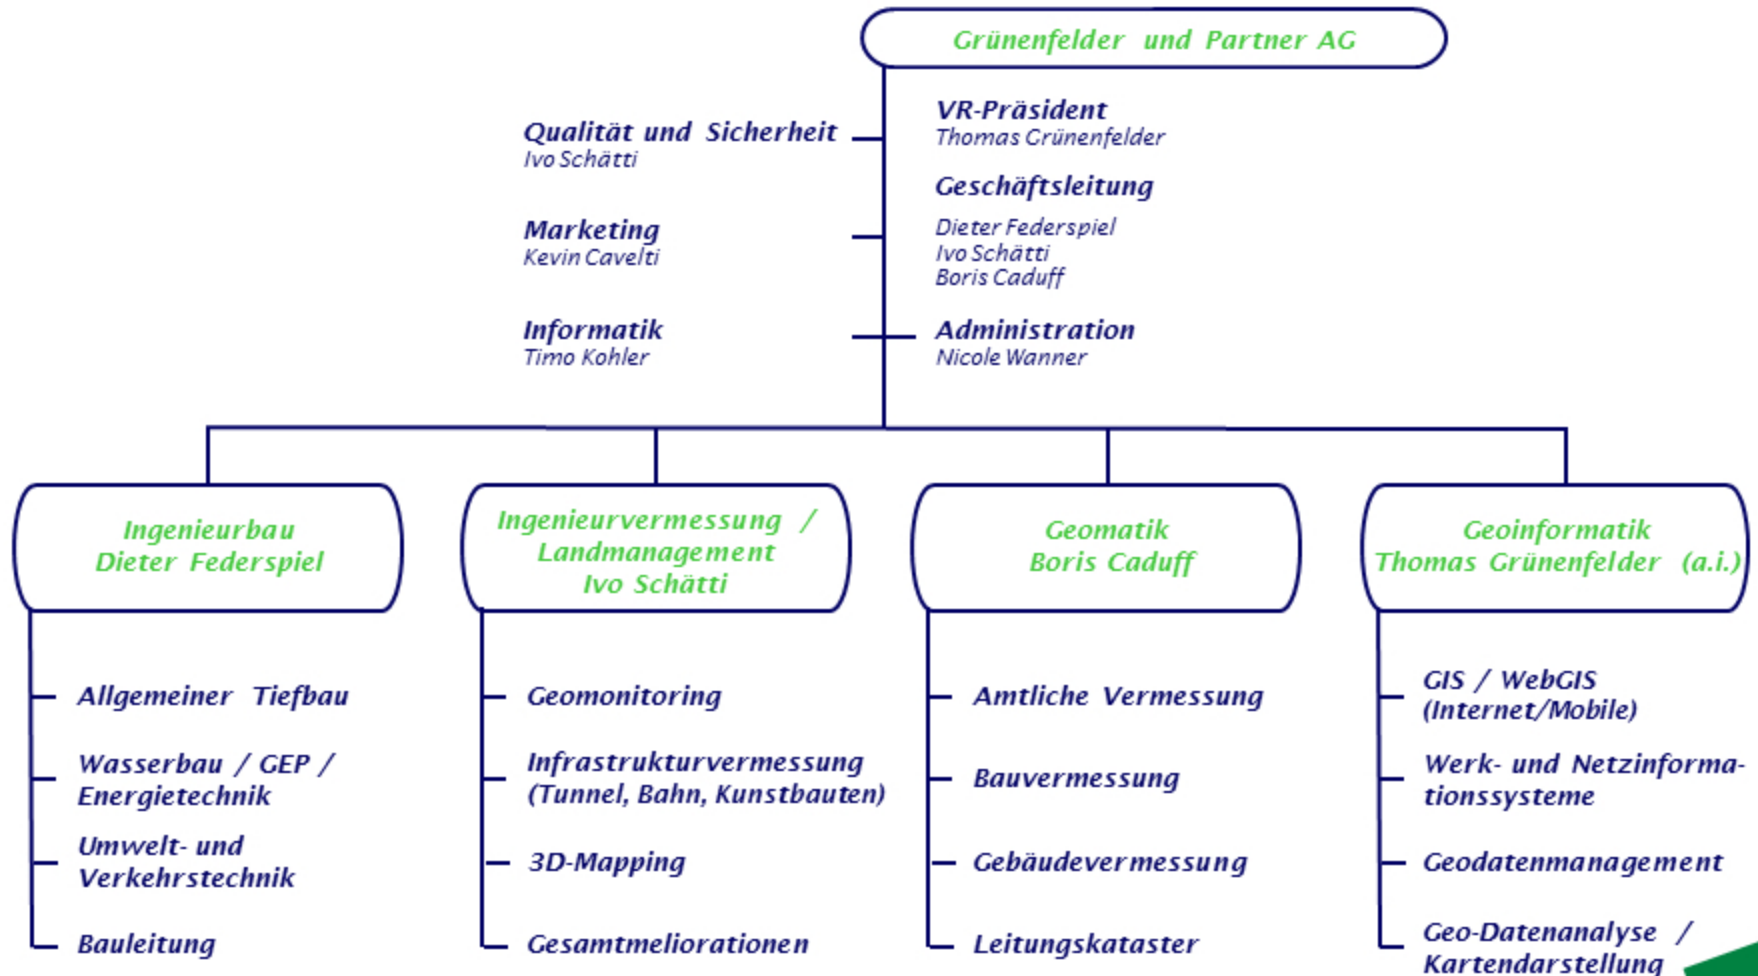 Grünenfelder und Partner AG
Qualität und Sicherheit
Ivo Schätti
Marketing
Kevin Cavelti
Informatik
Timo Kohler
VR-Präsident
Thomas Grünenfelder
Geschäftsleitung
Dieter Federspiel
Ivo Schätti
Boris Caduff
Administration
Nicole Wanner
Ingenieurbau
Dieter Federspiel
Allgemeiner Tiefbau
Wasserbau / GEP /
Energietechnik
Umwelt- und
Verkehrstechnik
Bauleitung
Ingenieurvermessung /
Landmanagement
Ivo Schätti
Geomonitoring
Infrastrukturvermessung
(Tunnel, Bahn, Kunstbauten)
3D-Mapping
Gesamtmeliorationen
Geomatik
Boris Caduff
Amtliche Vermessung
Bauvermessung
Gebäudevermessung
Leitungskataster
Geoinformatik
Thomas Grünenfelder (a.i.)
GIS / WebGIS
(Internet/Mobile)
Werk- und Netzinforma-
tionssysteme
Geodatenmanagement
Geo-Datenanalyse /
Kartendarstellung